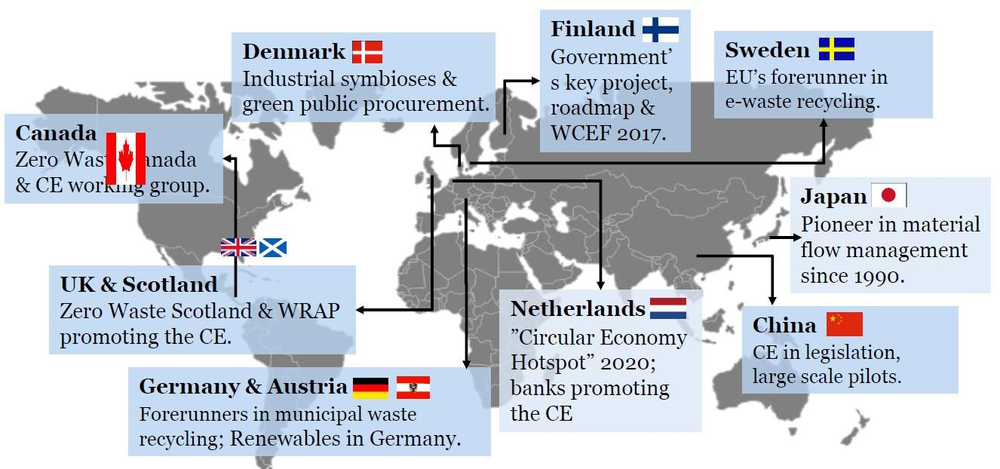 Finland
Government’
s key project,
roadmap &
WCEF 2017.
Denmark
Industrial symbioses &
green public procurement.
Sweden
EU’s forerunner in
e-waste recycling.
Canada
Zero Wast anada
& CE working group.
Japan
Pioneer in material
flow management
since 1990.
UK & Scotland
Zero Waste Scotland & WRAP
promoting the CE.
Netherlands
”Circular Economy
Hotspot” 2020;
banks promoting
the CE
China
CE in legislation,
large scale pilots.
Germany & Austria
Forerunners in municipal waste
recycling; Renewables in Germany.